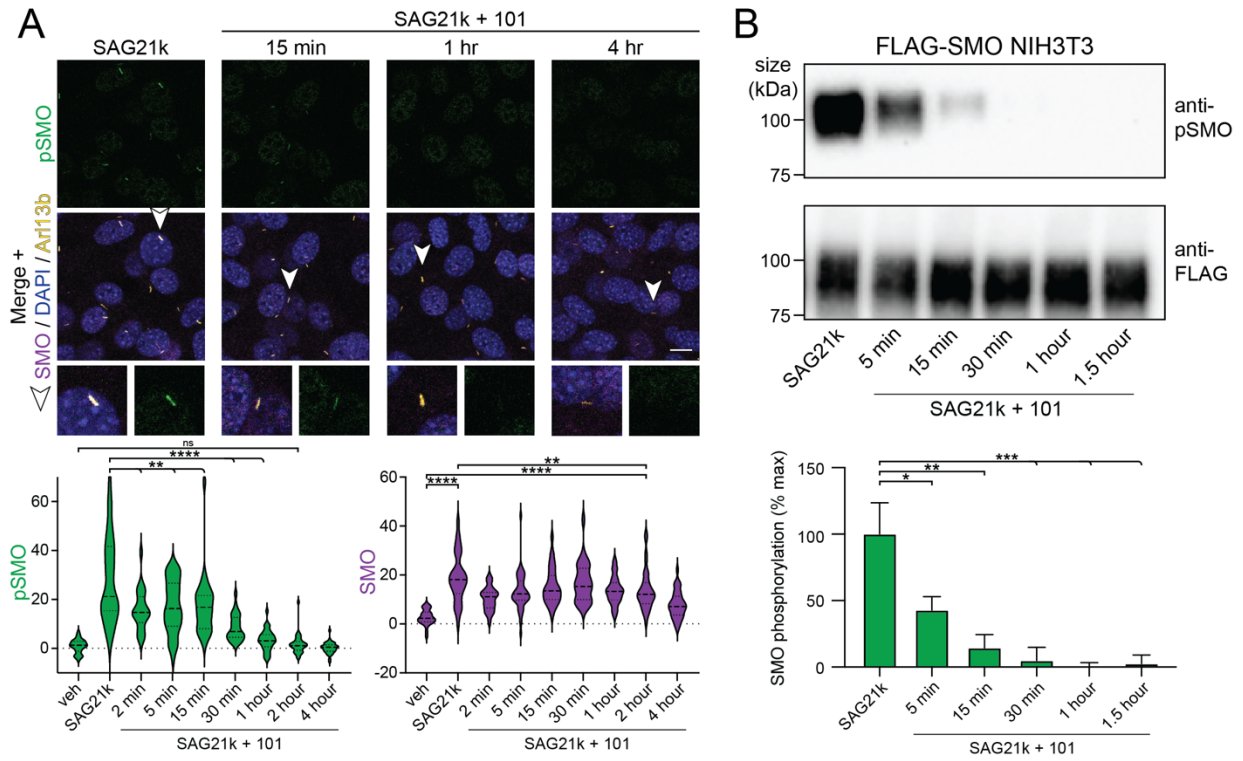 A
SAG21k + 101
SAG21k
15 min
1 hr
4 hr
pSMO
Merge +
SMO / DAPI / Arl13b
ns
****
**
pSMO
60
40
20
0
veh
SAG21k
2 min
5 min
15 min
30 min
1 hour
2 hour
4 hour
SAG21k + 101
**
****
****
SMO
60
40
20
0
-20
veh
SAG21k
2 min
5 min
15 min
30 min
1 hour
2 hour
4 hour
SAG21k + 101
B
FLAG-SMO NIH3T3
size
(kDa)
100
75
anti-
pSMO
100
75
anti-
FLAG
SAG21k
5 min
15 min
30 min
1 hour
1.5 hour
SAG21k + 101
***
**
*
SMO phosphorylation (% max)
150
100
50
0
SAG21k
5 min
15 min
30 min
1 hour
1.5 hour
SAG21k + 101